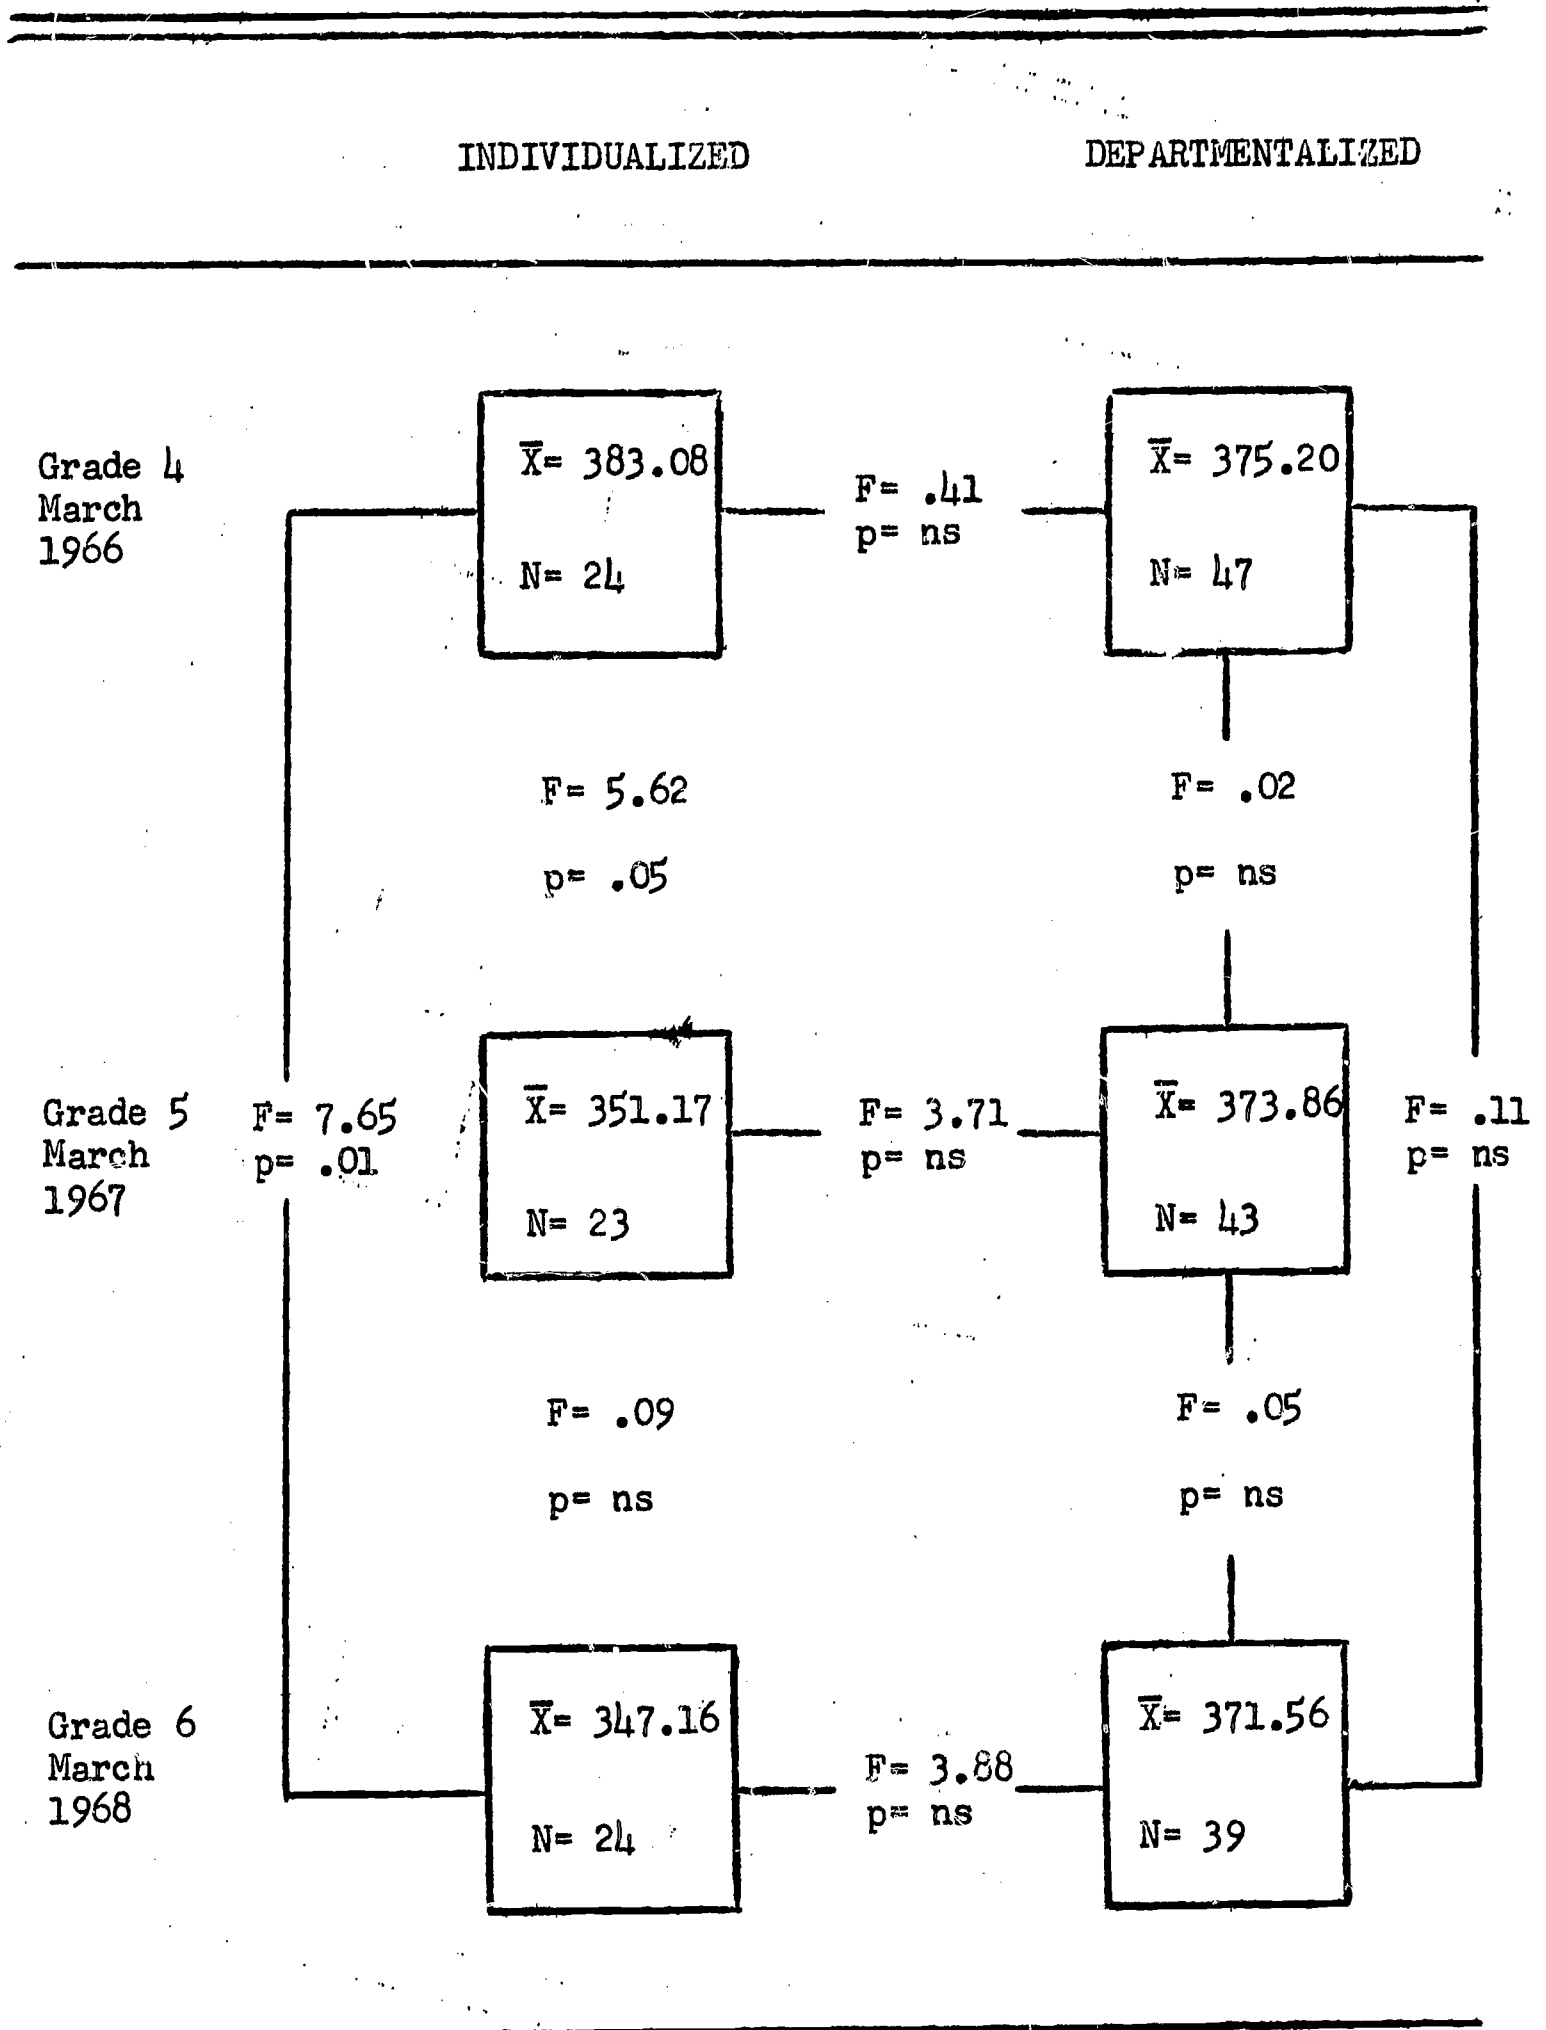 INDIVIDUALIZED DEPARTMENTALIZED
Grade 4
March
1966
X̅= 383.08
N= 24
F= .41
p= ns
X̅= 375.20
N= 47
F= 5.62
p= .05
F= .02
p= ns
Grade 5
March
1967
F= 7.65
p= .01
X̅= 351.17
N= 23
F= 3.71
p= ns
X̅= 373.86
N= 43
F= .11
p= ns
F= .09
p= ns
F= .05
p= ns
Grade 6
March
1968
X̅= 347.16
N= 24
F= 3.88
p= ns
X̅= 371.56
N= 39